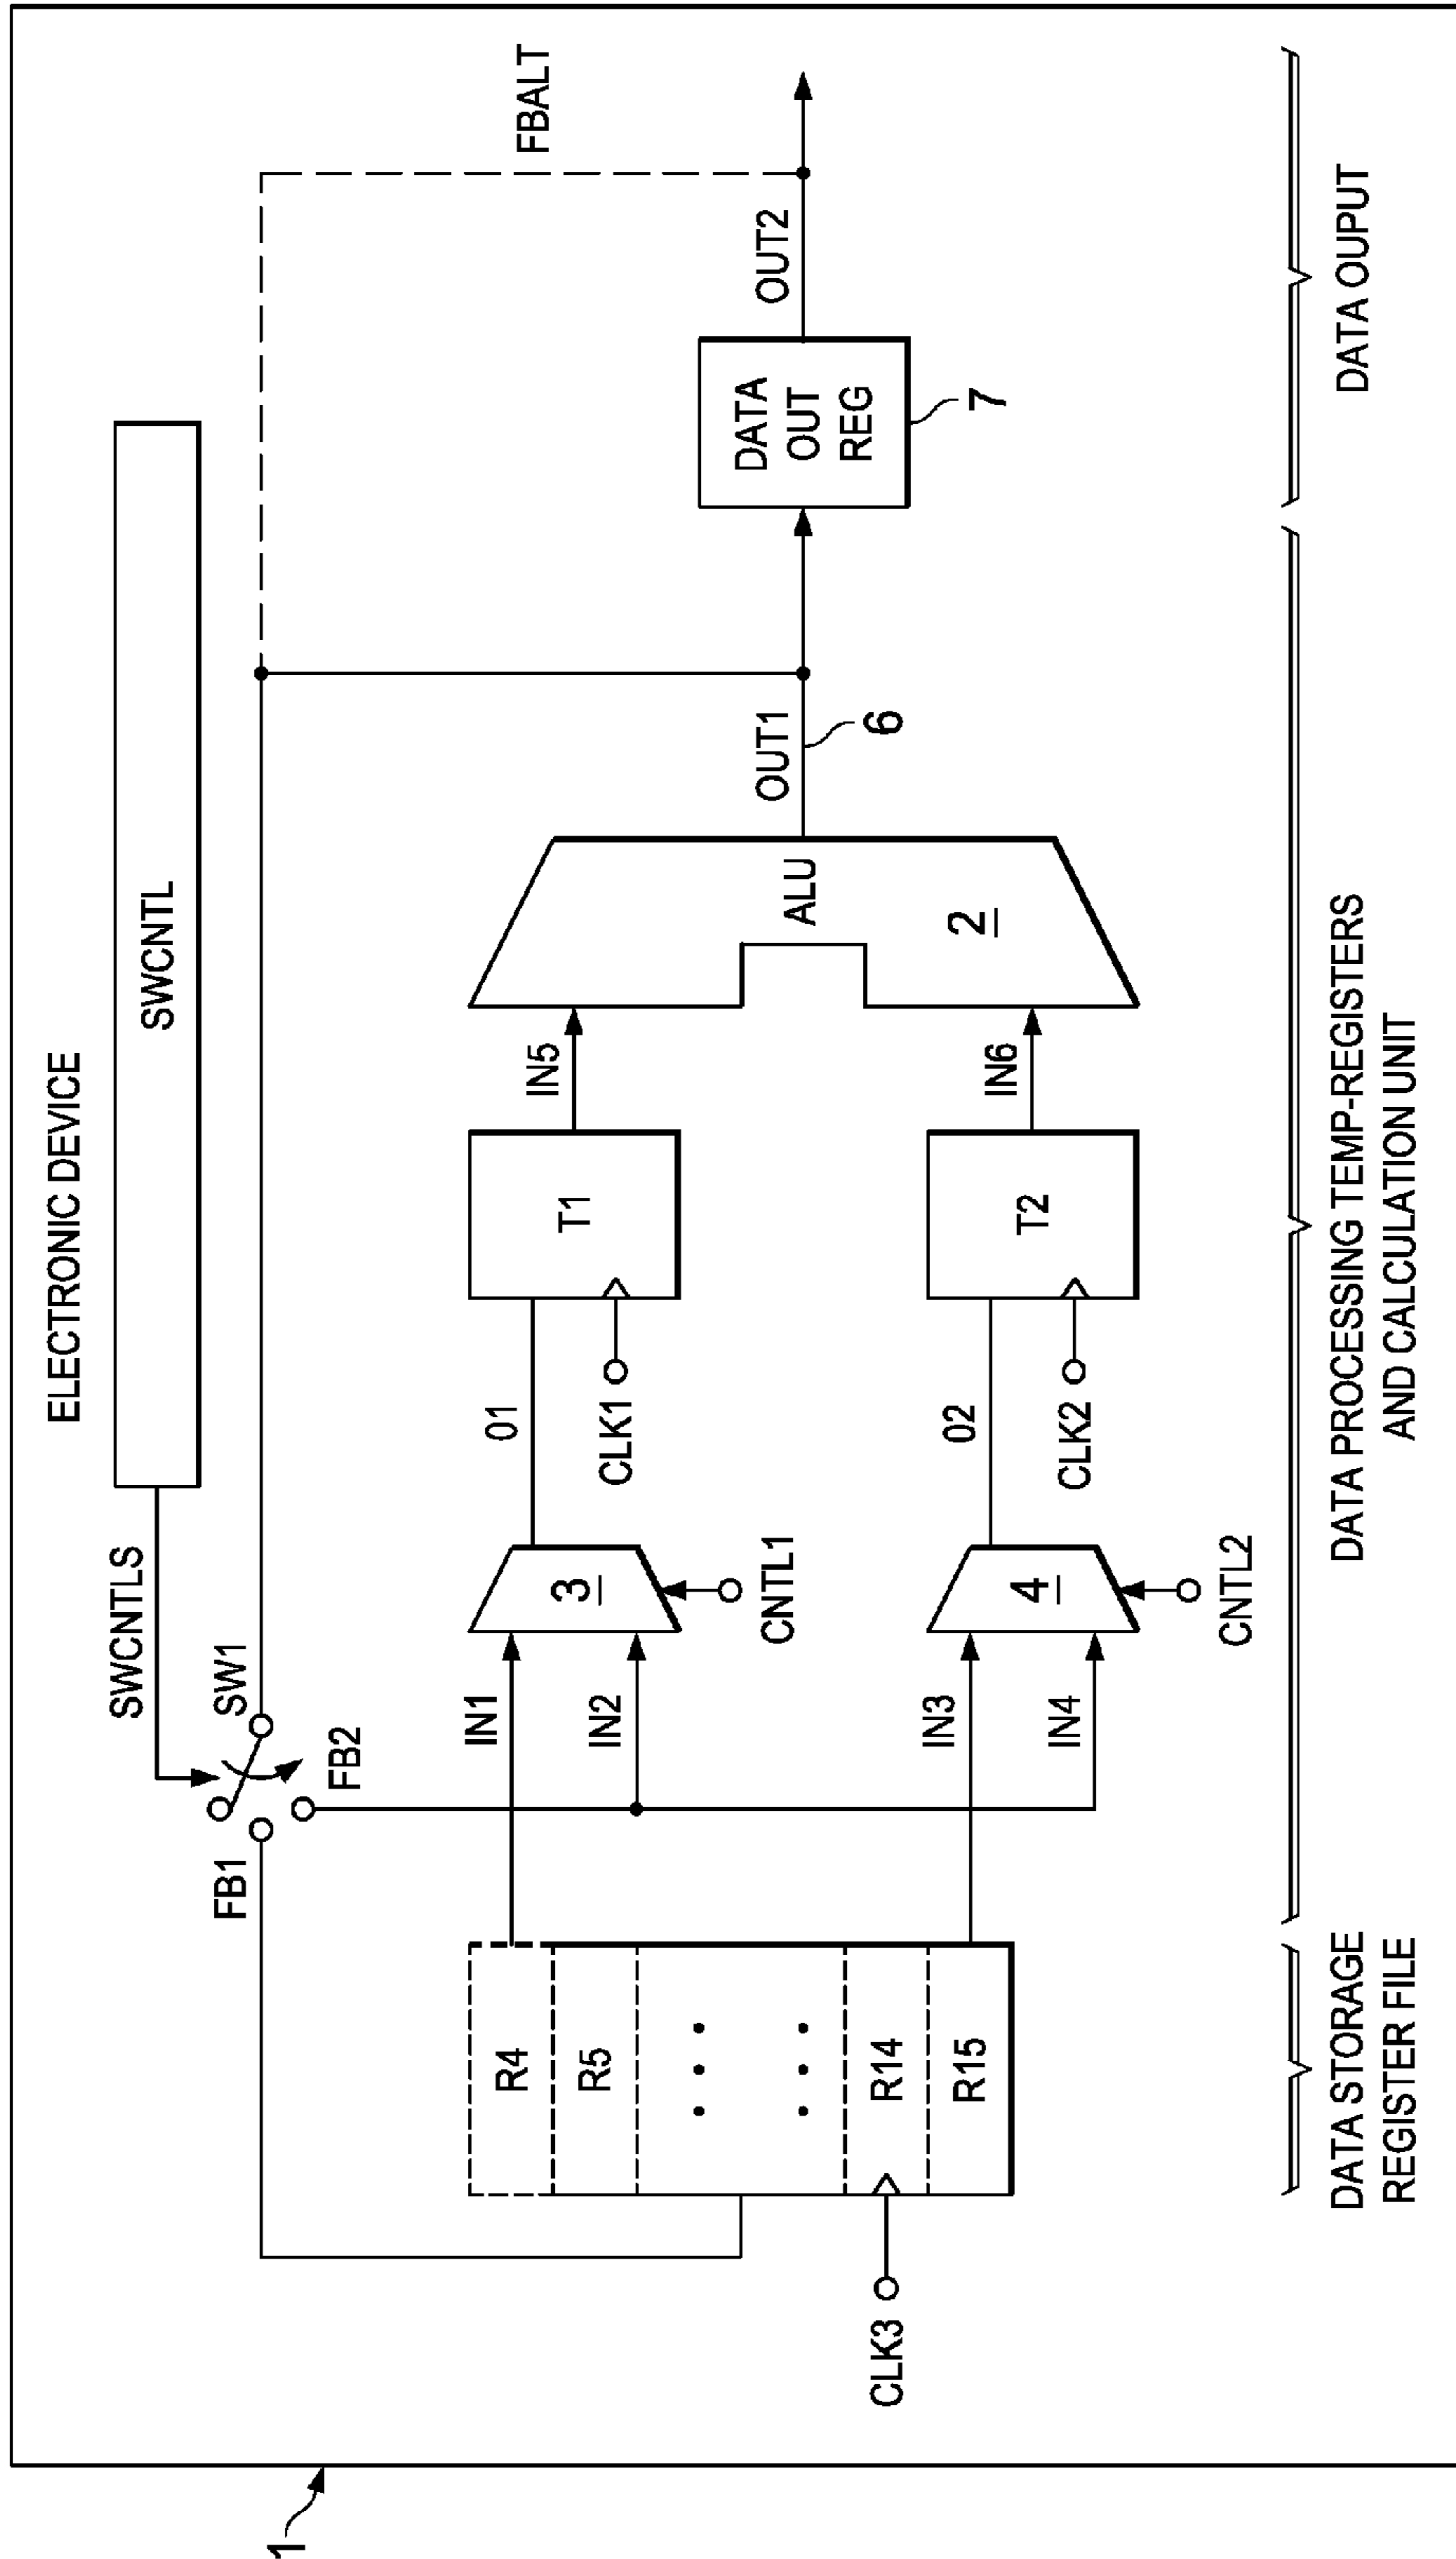 1
ELECTRONIC DEVICE
SWCNTL
SWCNTLS
SW1
FB1
FB2
FBALT
R4
R5
R14
R15
CLK3
IN1
IN2
IN3
IN4
3
4
CNTL1
CNTL2
O1
O2
CLK1
CLK2
T1
T2
IN5
IN6
ALU
2
OUT1
6
DATA
OUT
REG
7
OUT2
DATA STORAGE
REGISTER FILE
DATA PROCESSING TEMP-REGISTERS
AND CALCULATION UNIT
DATA OUPUT